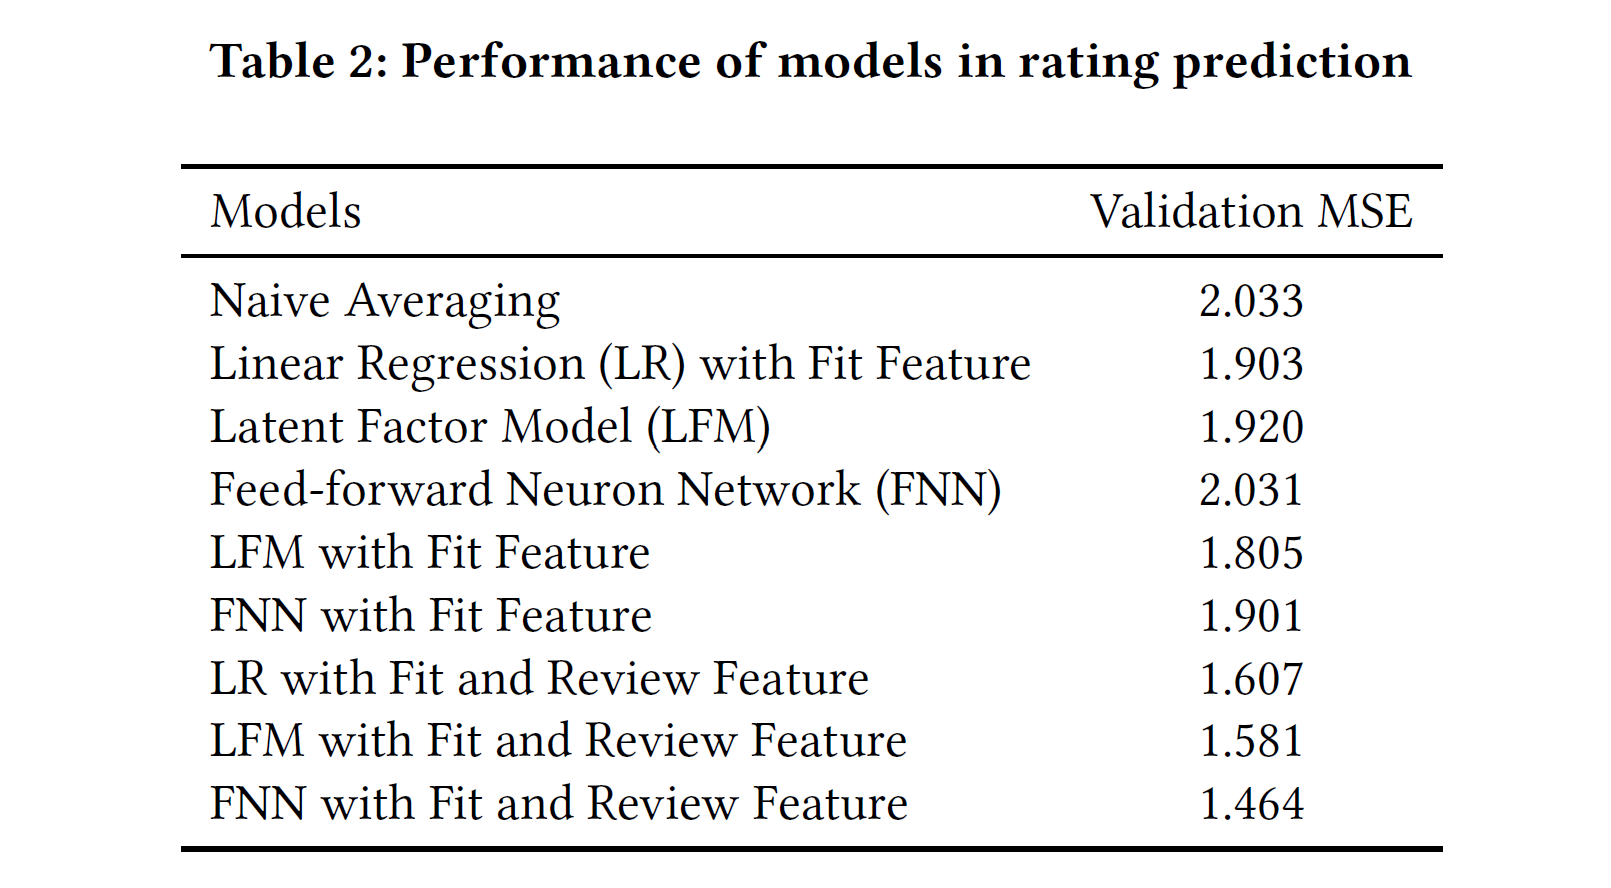 Table 2: Performance of models in rating prediction
Models Validation MSE
Naive Averaging 2.033
Linear Regression (LR) with Fit Feature 1.903
Latent Factor Model (LFM) 1.920
Feed-forward Neuron Network (FNN) 2.031
LFM with Fit Feature 1.805
FNN with Fit Feature 1.901
LR with Fit and Review Feature 1.607
LFM with Fit and Review Feature 1.581
FNN with Fit and Review Feature 1.464